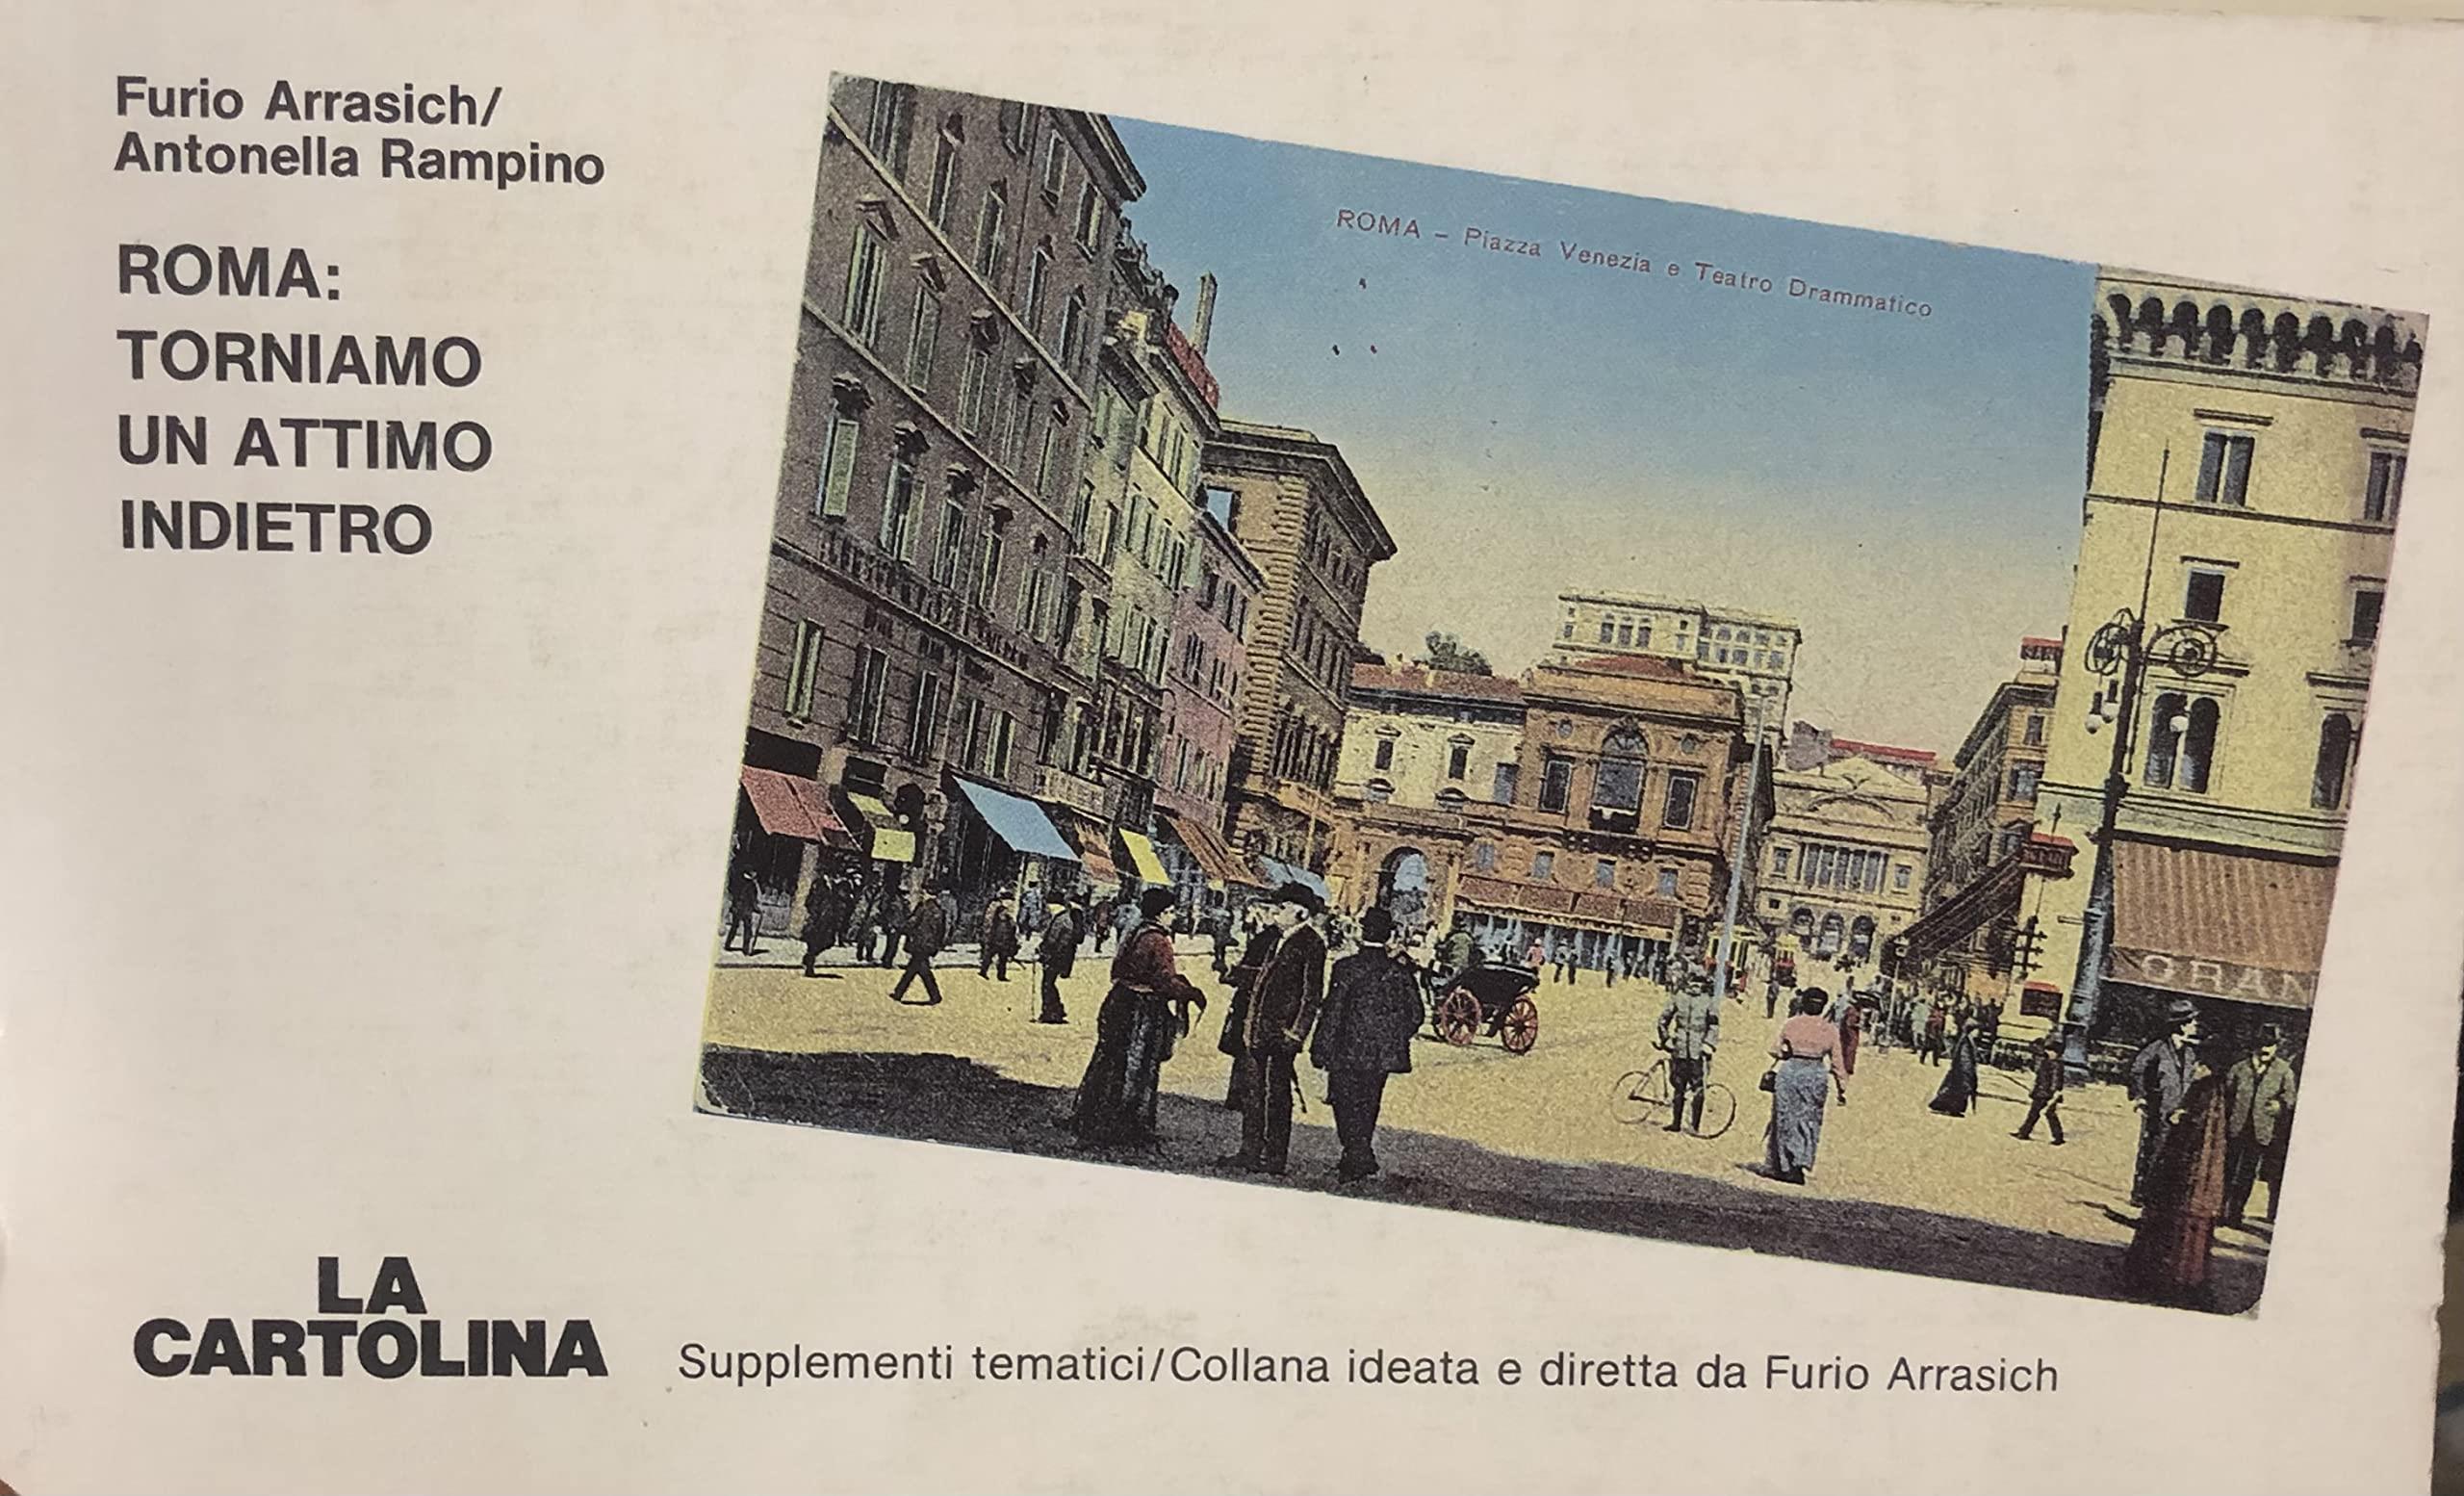 Furio Arrasich/
Antonella Rampino
ROMA:
TORNIAMO
UN ATTIMO
INDIETRO
ROMA – Piazza Venezia e Teatro Drammatico
GRAN
LA
CARTOLINA
Supplementi tematici/Collana ideata e diretta da Furio Arrasich